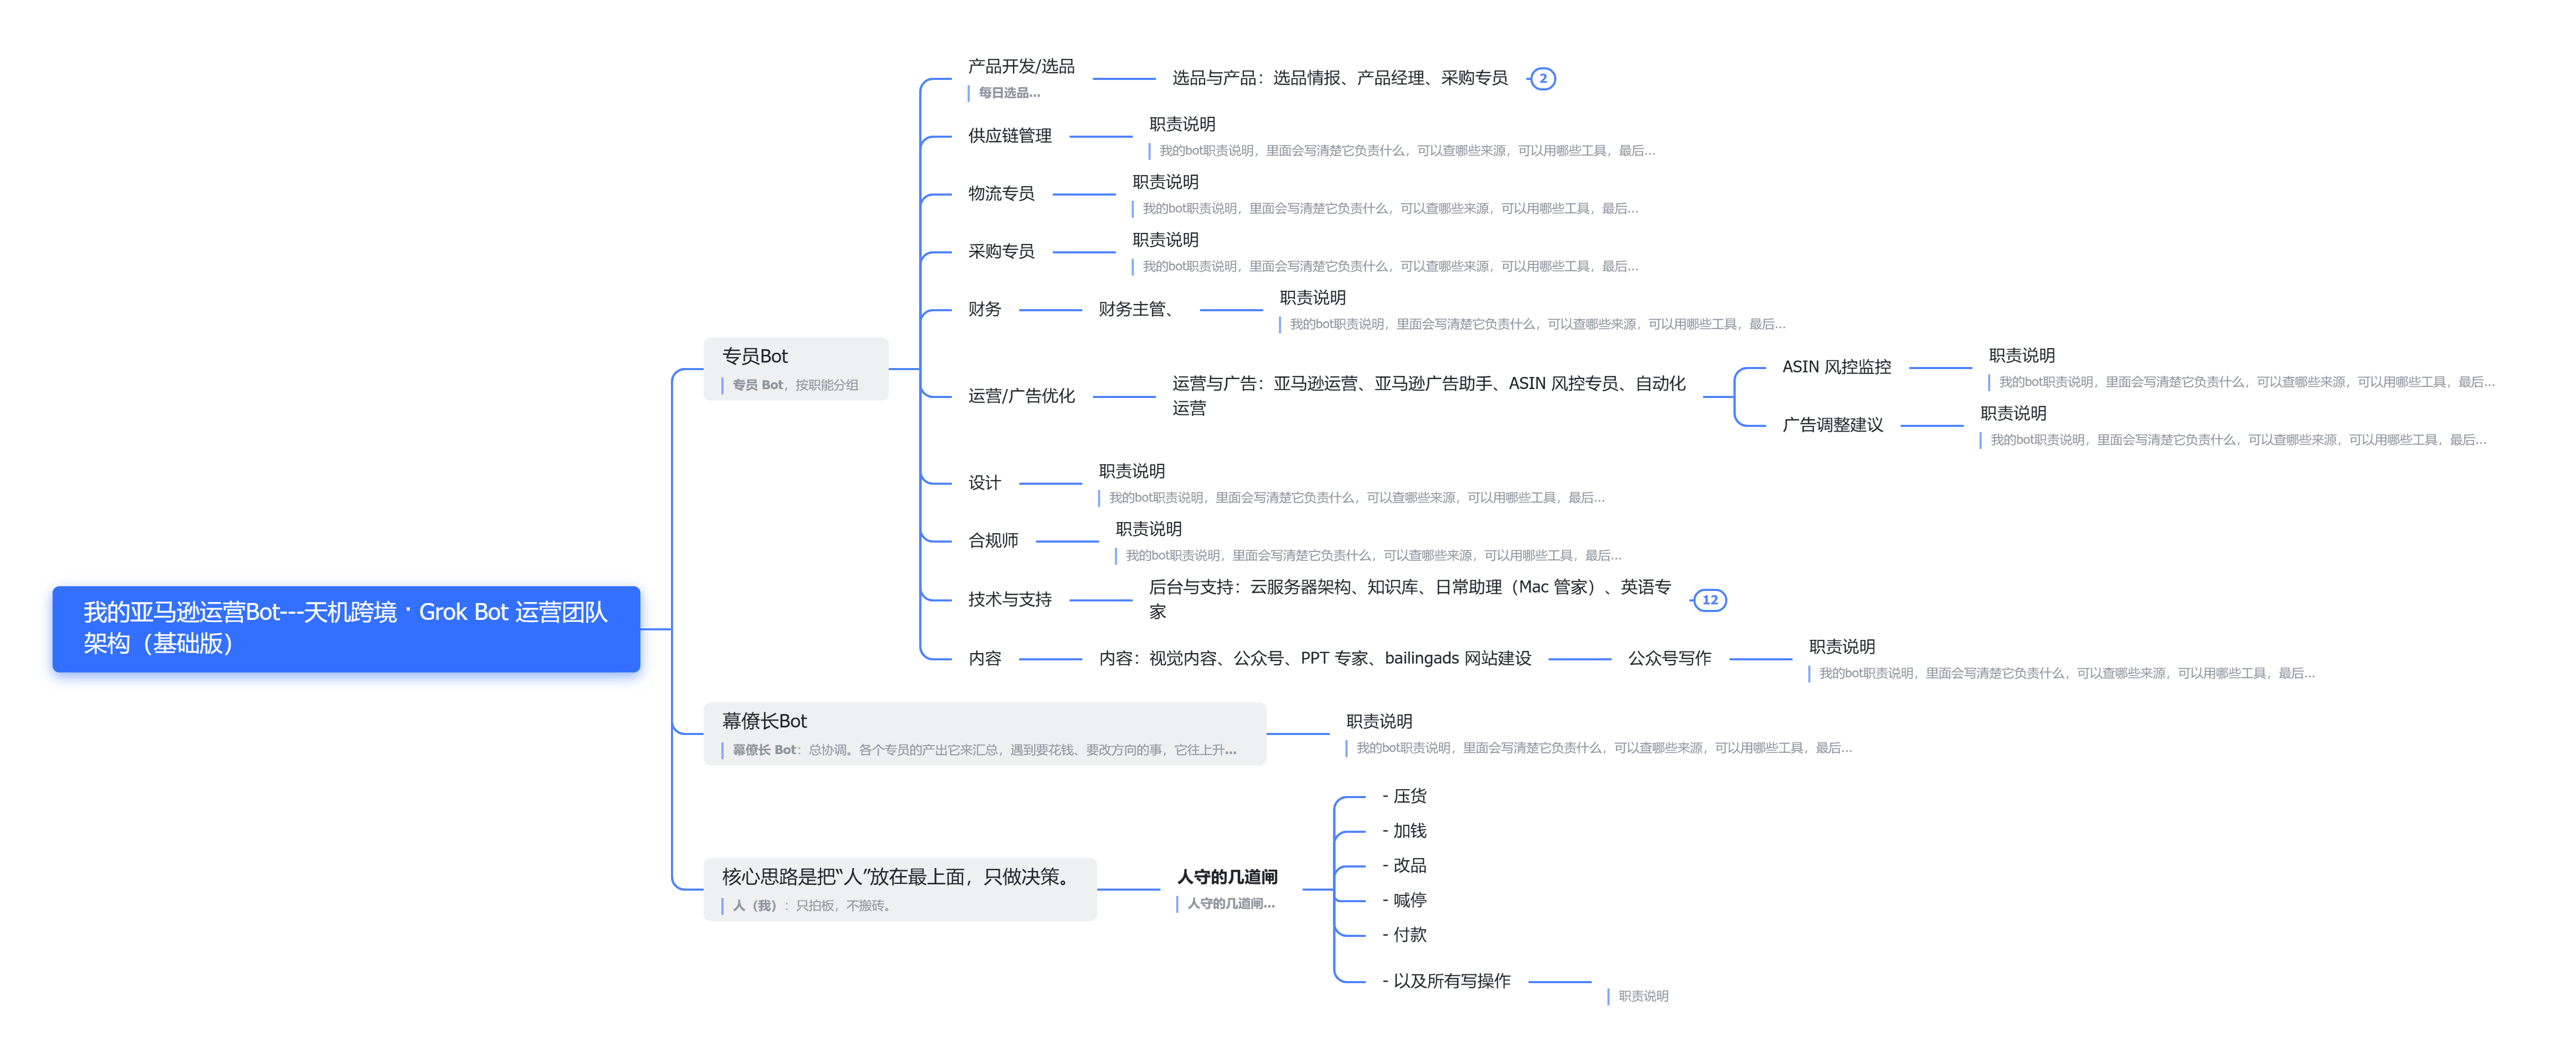 产品开发/选品
每日选品...
选品与产品：选品情报、产品经理、采购专员
2
供应链管理
职责说明
我的bot职责说明，里面会写清楚它负责什么，可以查哪些来源，可以用哪些工具，最后...
物流专员
职责说明
我的bot职责说明，里面会写清楚它负责什么，可以查哪些来源，可以用哪些工具，最后...
采购专员
职责说明
我的bot职责说明，里面会写清楚它负责什么，可以查哪些来源，可以用哪些工具，最后...
财务
财务主管、
职责说明
我的bot职责说明，里面会写清楚它负责什么，可以查哪些来源，可以用哪些工具，最后...
专员Bot
专员 Bot，按职能分组
运营/广告优化
运营与广告：亚马逊运营、亚马逊广告助手、ASIN 风控专员、自动化
运营
ASIN 风控监控
职责说明
我的bot职责说明，里面会写清楚它负责什么，可以查哪些来源，可以用哪些工具，最后...
广告调整建议
职责说明
我的bot职责说明，里面会写清楚它负责什么，可以查哪些来源，可以用哪些工具，最后...
设计
职责说明
我的bot职责说明，里面会写清楚它负责什么，可以查哪些来源，可以用哪些工具，最后...
合规师
职责说明
我的bot职责说明，里面会写清楚它负责什么，可以查哪些来源，可以用哪些工具，最后...
技术与支持
后台与支持：云服务器架构、知识库、日常助理（Mac 管家）、英语专
家
12
我的亚马逊运营Bot---天机跨境 · Grok Bot 运营团队
架构（基础版）
内容
内容：视觉内容、公众号、PPT 专家、bailingads 网站建设
公众号写作
职责说明
我的bot职责说明，里面会写清楚它负责什么，可以查哪些来源，可以用哪些工具，最后...
幕僚长Bot
幕僚长 Bot：总协调。各个专员的产出它来汇总，遇到要花钱、要改方向的事，它往上升...
职责说明
我的bot职责说明，里面会写清楚它负责什么，可以查哪些来源，可以用哪些工具，最后...
核心思路是把“人”放在最上面，只做决策。
人（我）：只拍板，不搬砖。
人守的几道闸
人守的几道闸...
- 压货
- 加钱
- 改品
- 喊停
- 付款
- 以及所有写操作
职责说明